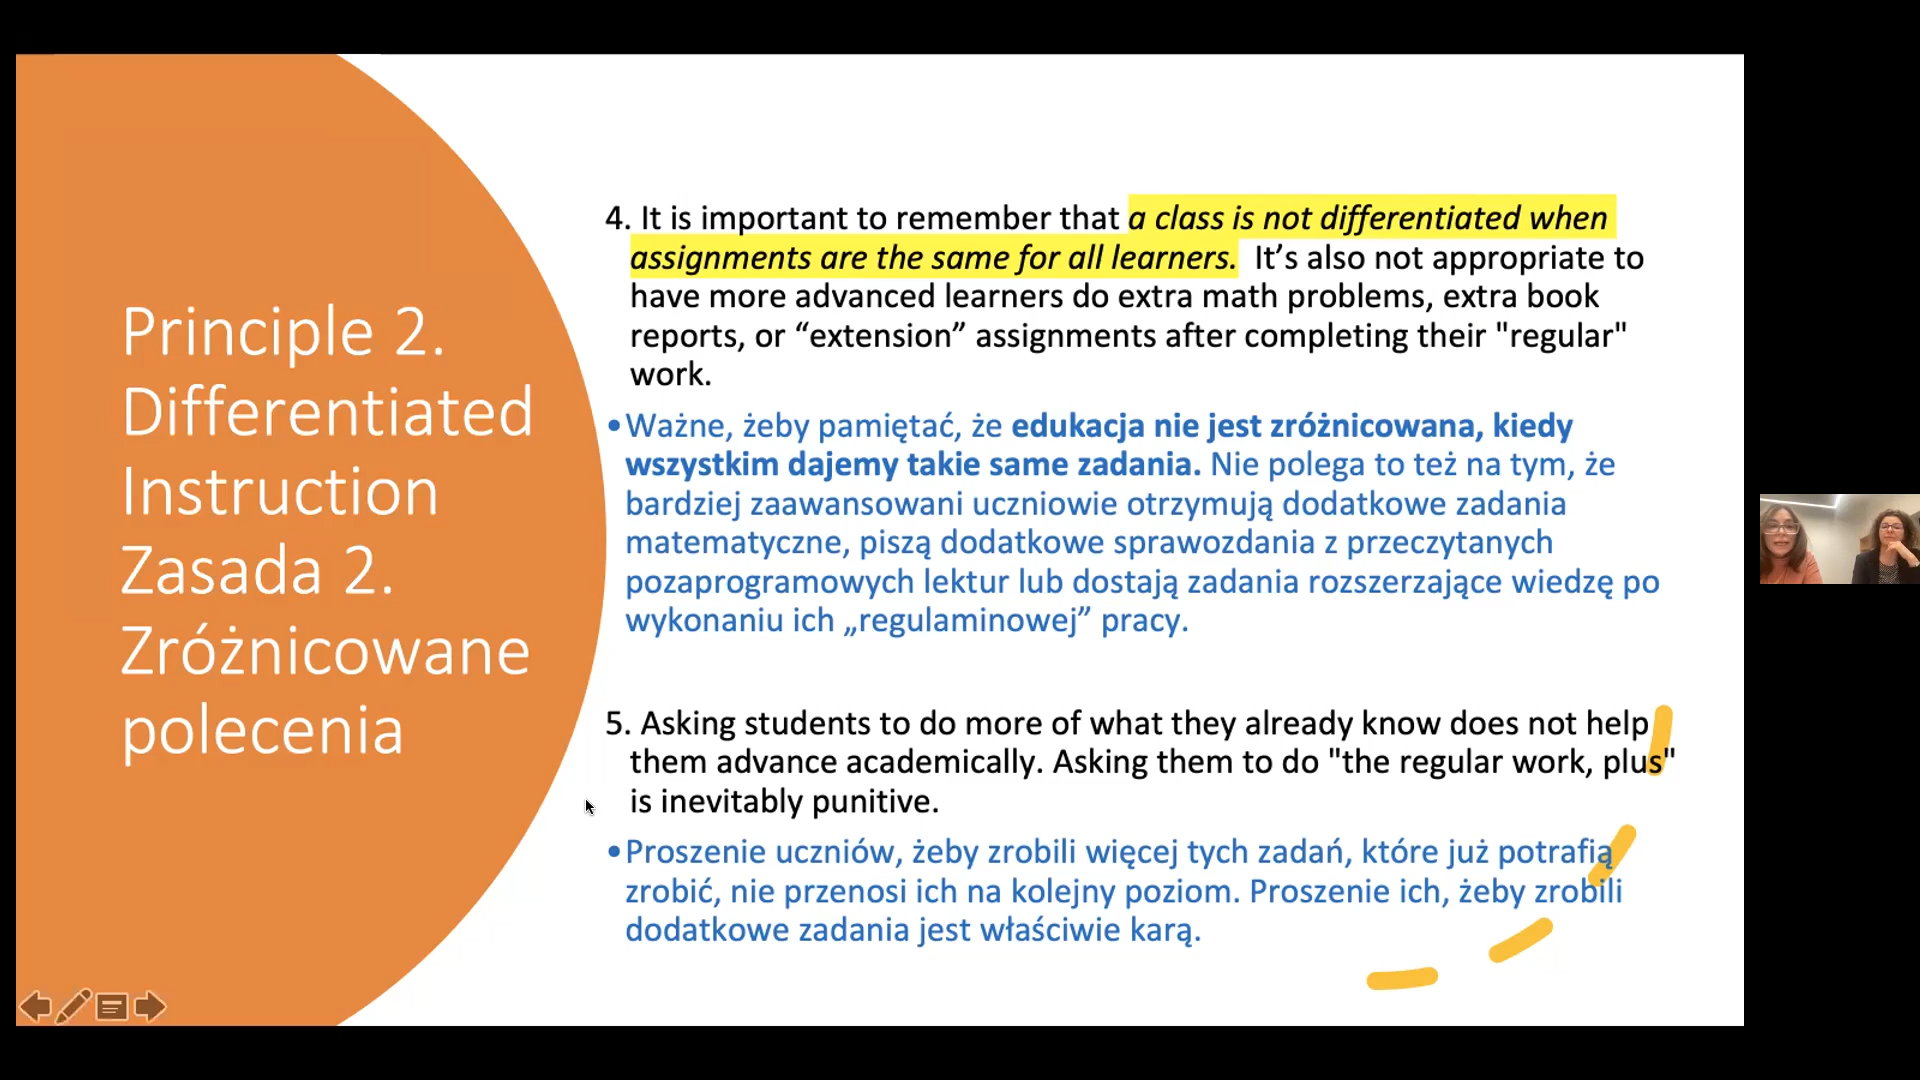 Principle 2.
Differentiated
Instruction
Zasada 2.
Zróżnicowane
polecenia
4. It is important to remember that a class is not differentiated when
assignments are the same for all learners. It’s also not appropriate to
have more advanced learners do extra math problems, extra book
reports, or “extension” assignments after completing their "regular"
work.
•Ważne, żeby pamiętać, że edukacja nie jest zróżnicowana, kiedy
wszystkim dajemy takie same zadania. Nie polega to też na tym, że
bardziej zaawansowani uczniowie otrzymują dodatkowe zadania
matematyczne, piszą dodatkowe sprawozdania z przeczytanych
pozaprogramowych lektur lub dostają zadania rozszerzające wiedzę po
wykonaniu ich „regulaminowej” pracy.
5. Asking students to do more of what they already know does not help
them advance academically. Asking them to do "the regular work, plus"
is inevitably punitive.
•Proszenie uczniów, żeby zrobili więcej tych zadań, które już potrafią
zrobić, nie przenosi ich na kolejny poziom. Proszenie ich, żeby zrobili
dodatkowe zadania jest właściwie karą.